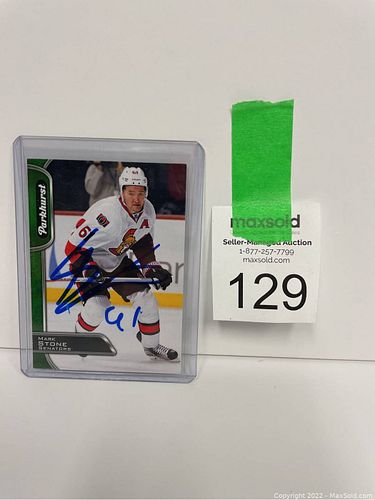 Parkhurst
61
A
61
MARK
STONE
SENATORS
maxsold
Seller-Managed Auction
1-877-257-7799
maxsold.com
129
Copyright 2022 - MaxSold.com